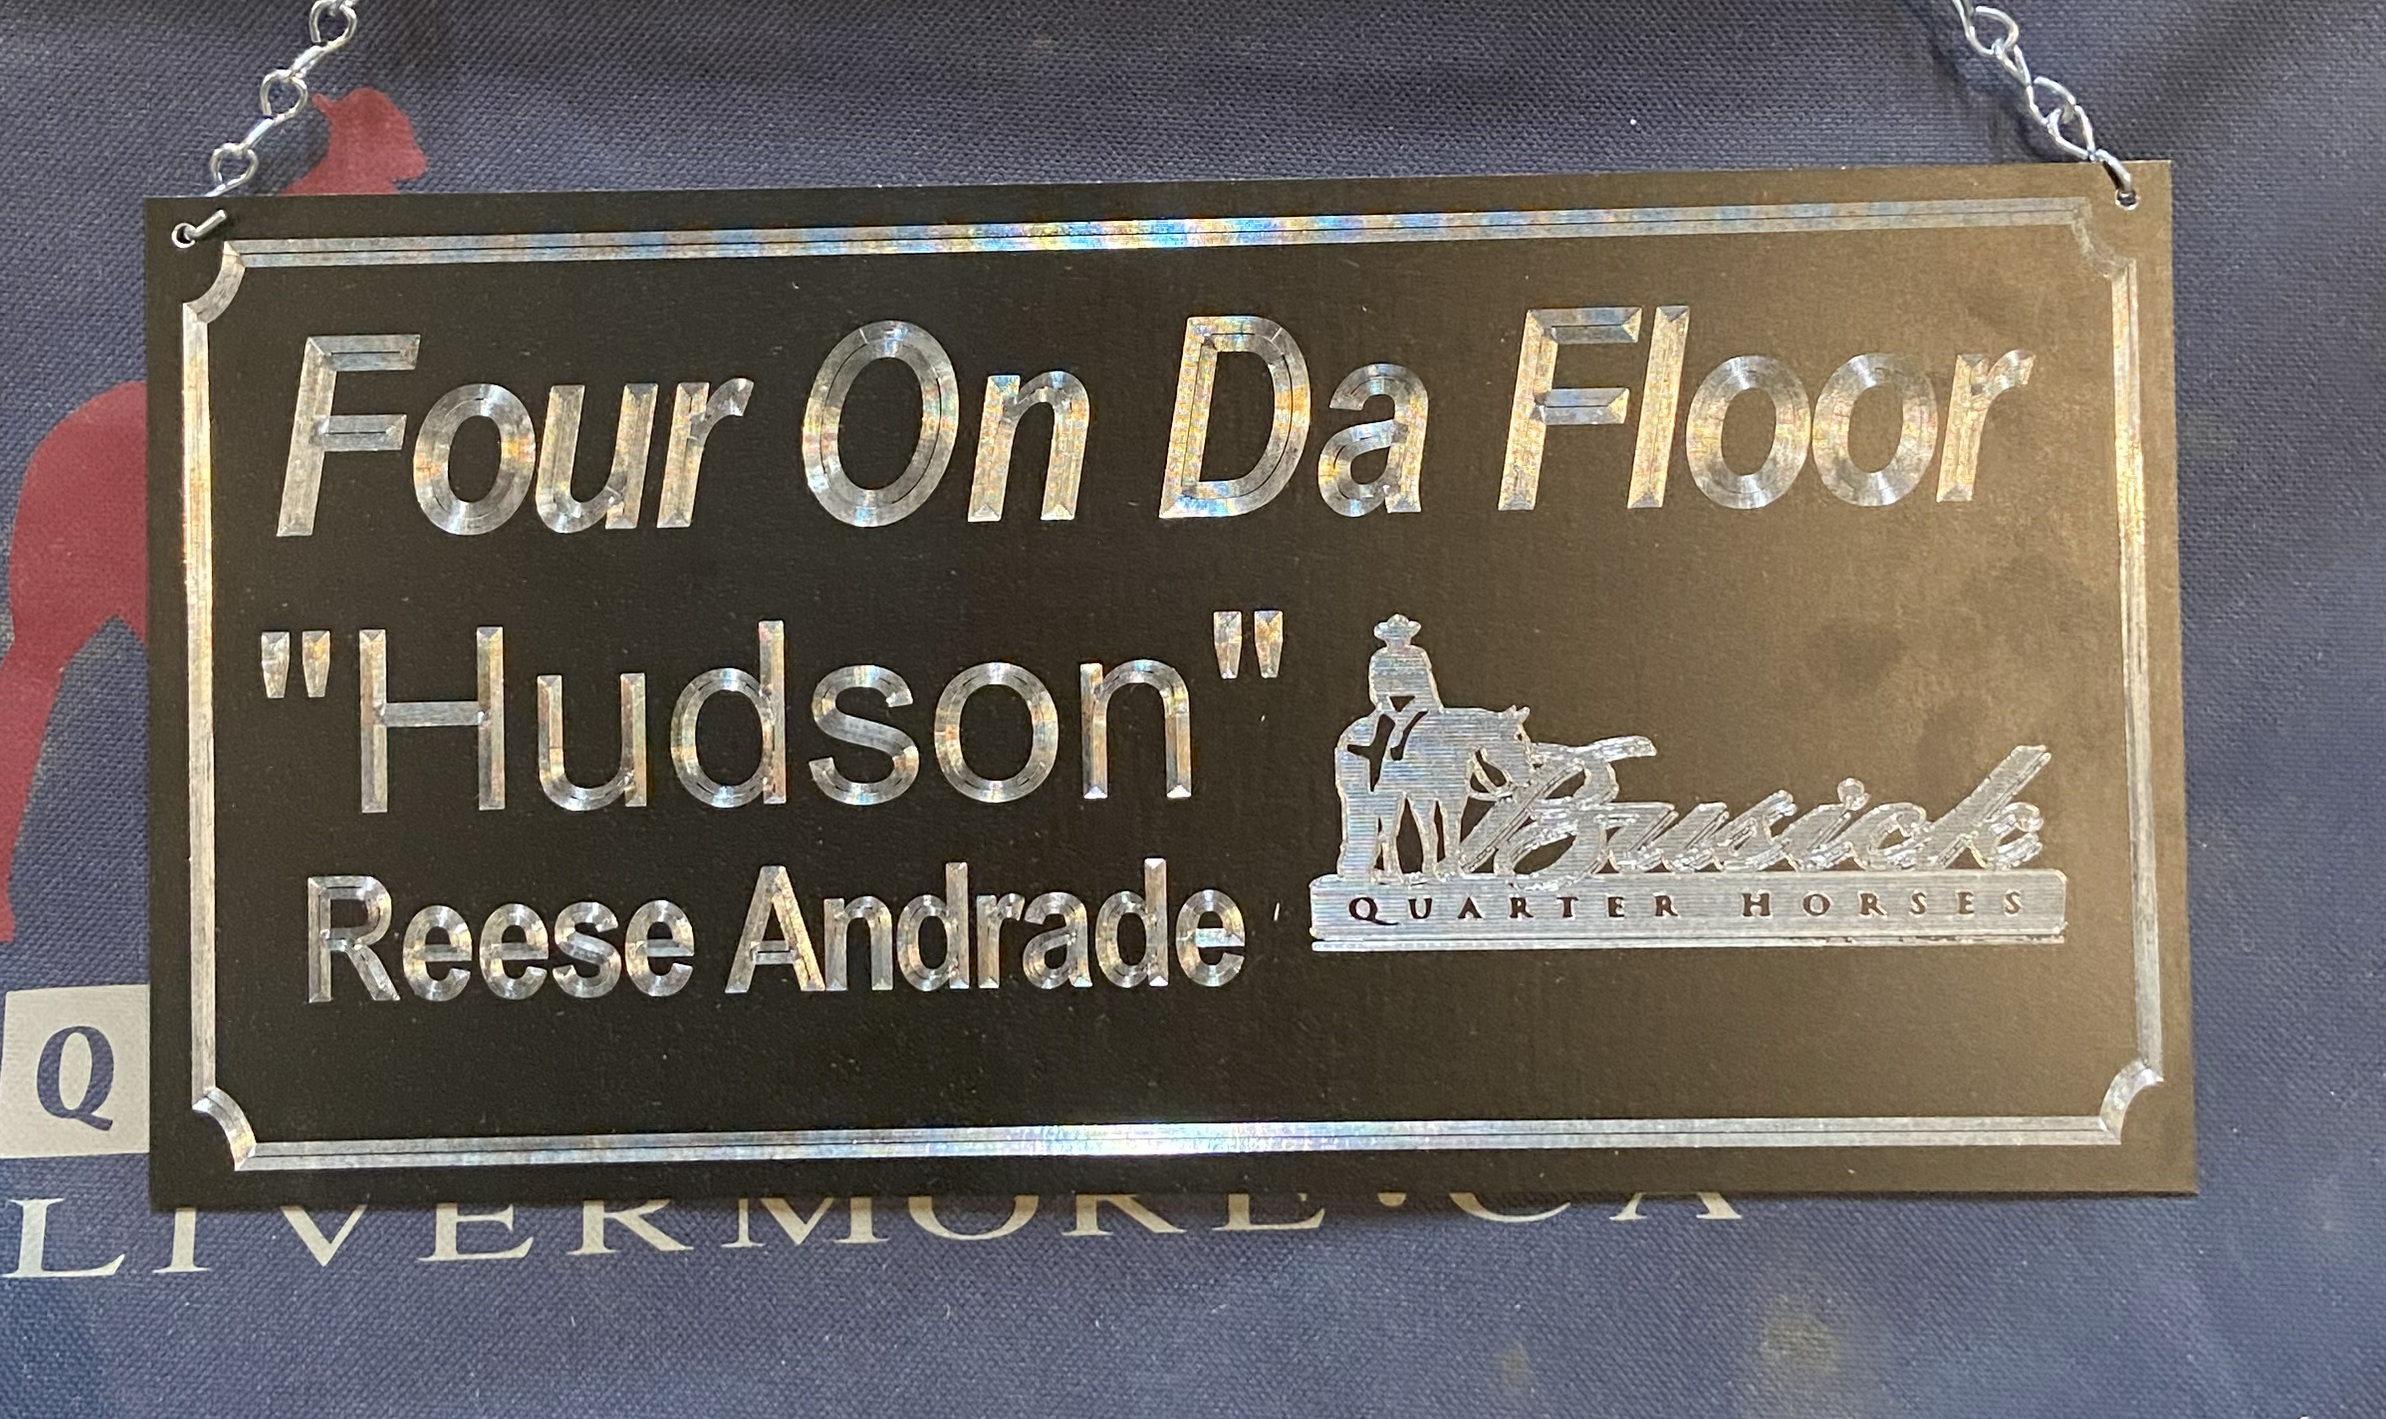 Four On Da Floor
"Hudson"
Busick
QUARTER HORSES
Reese Andrade
Q
LIVERMORE · CA